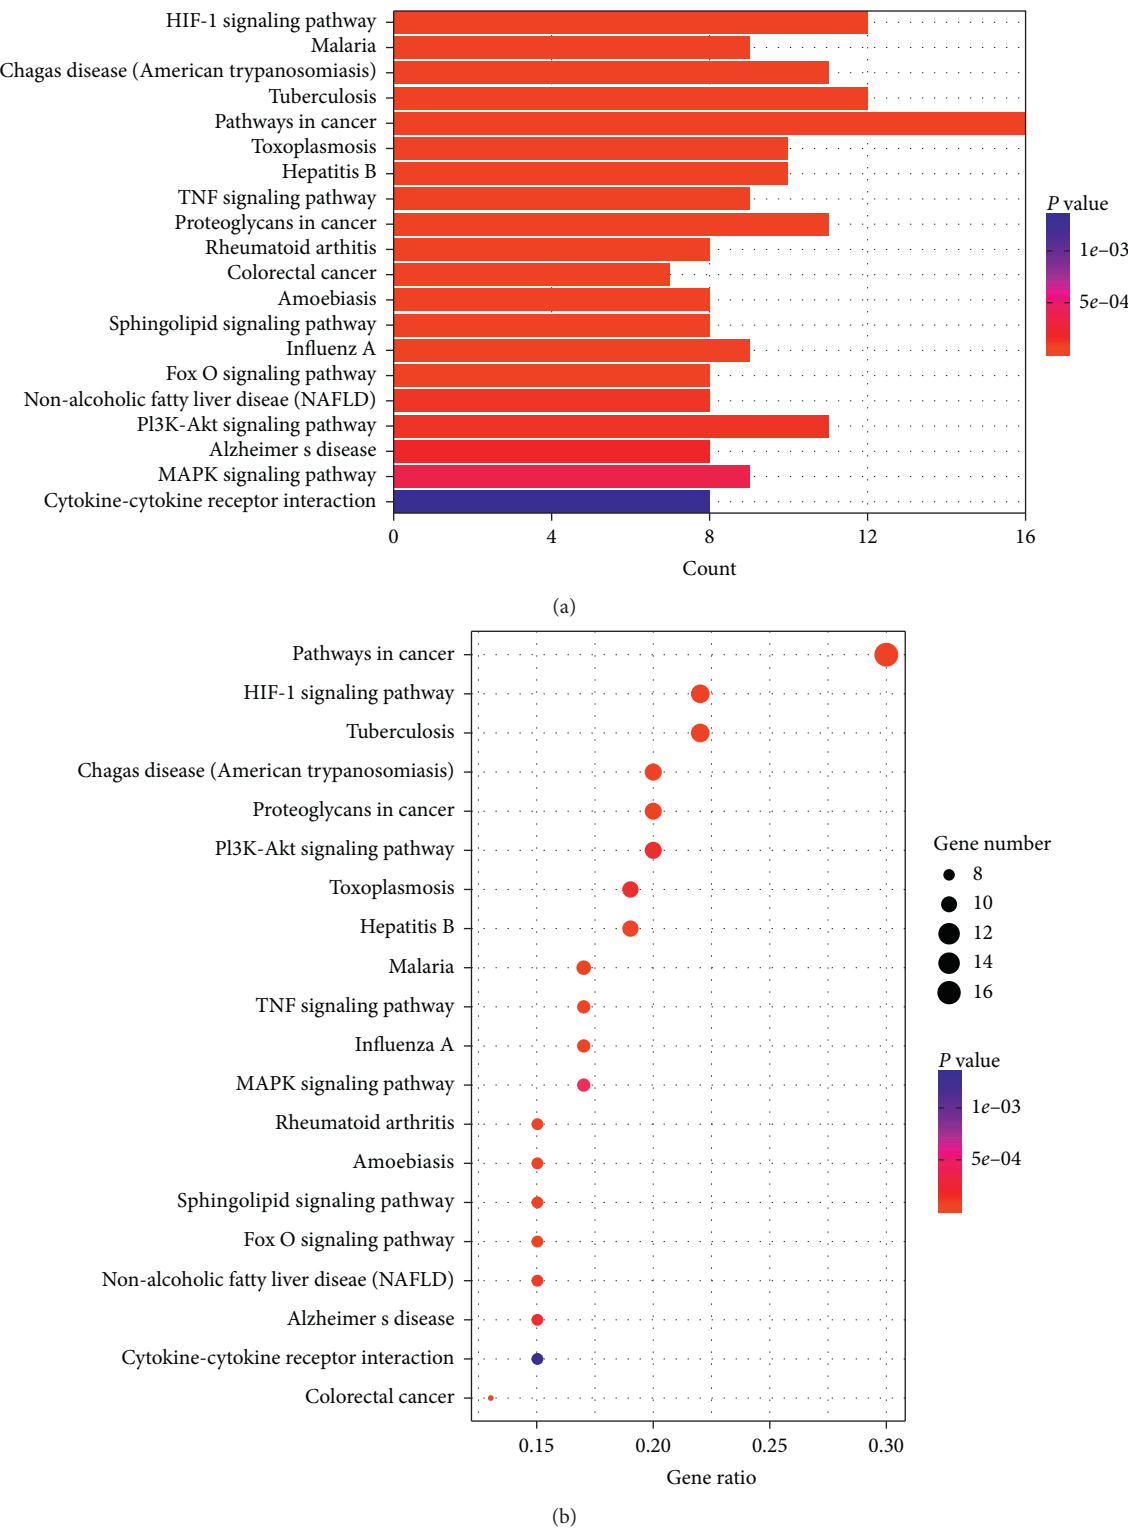 HIF-1 signaling pathway
Malaria
Chagas disease (American trypanosomiasis)
Tuberculosis
Pathways in cancer
Toxoplasmosis
Hepatitis B
TNF signaling pathway
Proteoglycans in cancer
Rheumatoid arthitis
Colorectal cancer
Amoebiasis
Sphingolipid signaling pathway
Influenz A
Fox O signaling pathway
Non-alcoholic fatty liver diseae (NAFLD)
Pl3K-Akt signaling pathway
Alzheimer s disease
MAPK signaling pathway
Cytokine-cytokine receptor interaction
0 4 8 12 16
Count
P value
1e–03
5e–04
(a)
Pathways in cancer
HIF-1 signaling pathway
Tuberculosis
Chagas disease (American trypanosomiasis)
Proteoglycans in cancer
Pl3K-Akt signaling pathway
Toxoplasmosis
Hepatitis B
Malaria
TNF signaling pathway
Influenza A
MAPK signaling pathway
Rheumatoid arthritis
Amoebiasis
Sphingolipid signaling pathway
Fox O signaling pathway
Non-alcoholic fatty liver diseae (NAFLD)
Alzheimer s disease
Cytokine-cytokine receptor interaction
Colorectal cancer
0.15 0.20 0.25 0.30
Gene ratio
Gene number
8
10
12
14
16
P value
1e–03
5e–04
(b)